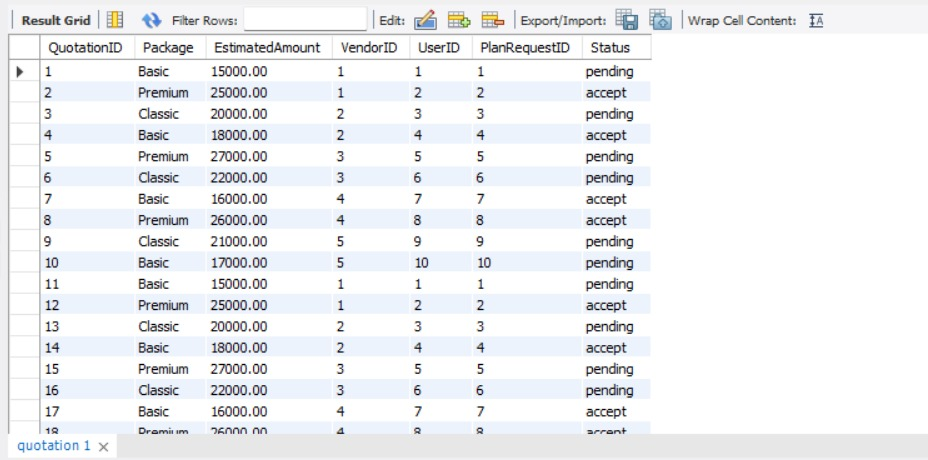 Result Grid Filter Rows: Edit: Export/Import: Wrap Cell Content: IA
QuotationID Package EstimatedAmount VendorID UserID PlanRequestID Status
1 Basic 15000.00 1 1 1 pending
2 Premium 25000.00 1 2 2 accept
3 Classic 20000.00 2 3 3 pending
4 Basic 18000.00 2 4 4 accept
5 Premium 27000.00 3 5 5 pending
6 Classic 22000.00 3 6 6 pending
7 Basic 16000.00 4 7 7 accept
8 Premium 26000.00 4 8 8 accept
9 Classic 21000.00 5 9 9 pending
10 Basic 17000.00 5 10 10 pending
11 Basic 15000.00 1 1 1 pending
12 Premium 25000.00 1 2 2 accept
13 Classic 20000.00 2 3 3 pending
14 Basic 18000.00 2 4 4 accept
15 Premium 27000.00 3 5 5 pending
16 Classic 22000.00 3 6 6 pending
17 Basic 16000.00 4 7 7 accept
18 Premium 26000.00 4 8 8 accept
quotation 1